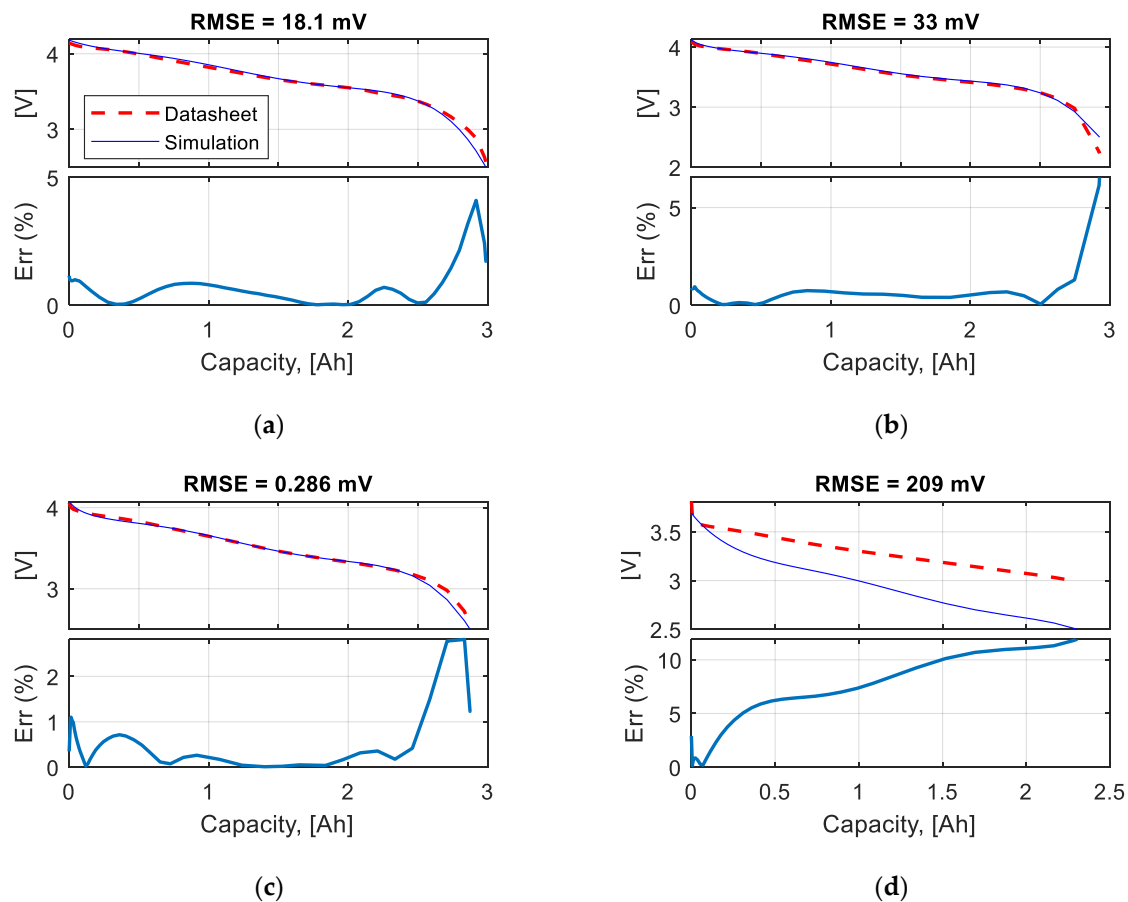 RMSE = 18.1 mV
4
3
[V]
Datasheet
Simulation
5
0
Err (%)
0 1 2 3
Capacity, [Ah]
(a)
RMSE = 33 mV
4
3
2
[V]
5
0
Err (%)
0 1 2 3
Capacity, [Ah]
(b)
RMSE = 0.286 mV
4
3
[V]
2
1
0
Err (%)
0 1 2 3
Capacity, [Ah]
(c)
RMSE = 209 mV
3.5
3
2.5
[V]
10
5
0
Err (%)
0 0.5 1 1.5 2 2.5
Capacity, [Ah]
(d)